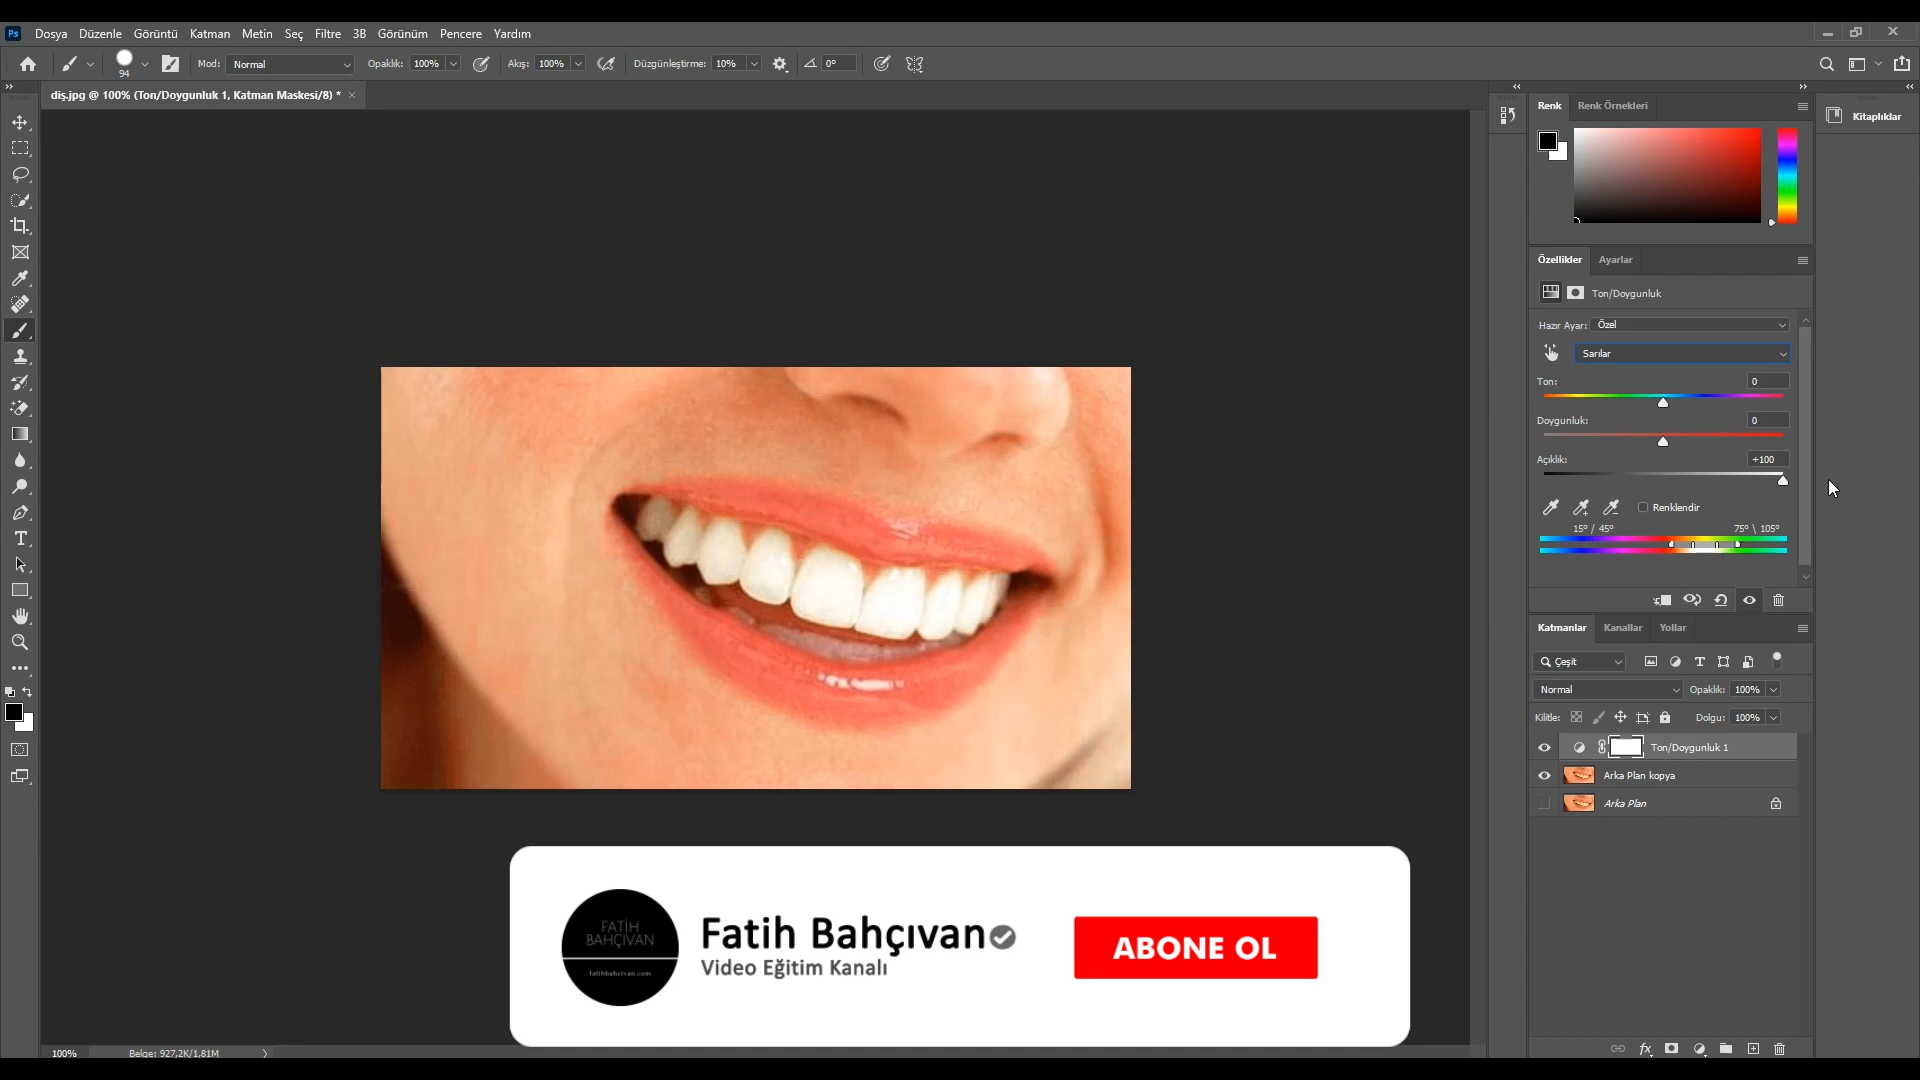 Ps Dosya Düzenle Görüntü Katman Metin Seç Filtre 3B Görünüm Pencere Yardım
94 Mod: Normal Opaklık: 100% Akış: 100% Düzgünleştirme: 10% 0°
diş.jpg @ 100% (Ton/Doygunluk 1, Katman Maskesi/8) *
Renk Renk Örnekleri
Kitaplıklar
Özellikler Ayarlar
Ton/Doygunluk
Hazır Ayar: Özel
Sarılar
Ton: 0
Doygunluk: 0
Açıklık: +100
Renklendir
15° / 45° 75° \ 105°
Katmanlar Kanallar Yollar
Çeşit
Normal Opaklık: 100%
Kilitle: Dolgu: 100%
Ton/Doygunluk 1
Arka Plan kopya
Arka Plan
FATİH
BAHÇIVAN
fatihbahcivan.com
Fatih Bahçıvan
Video Eğitim Kanalı
ABONE OL
100% Belge: 927,2K/1,81M
fx